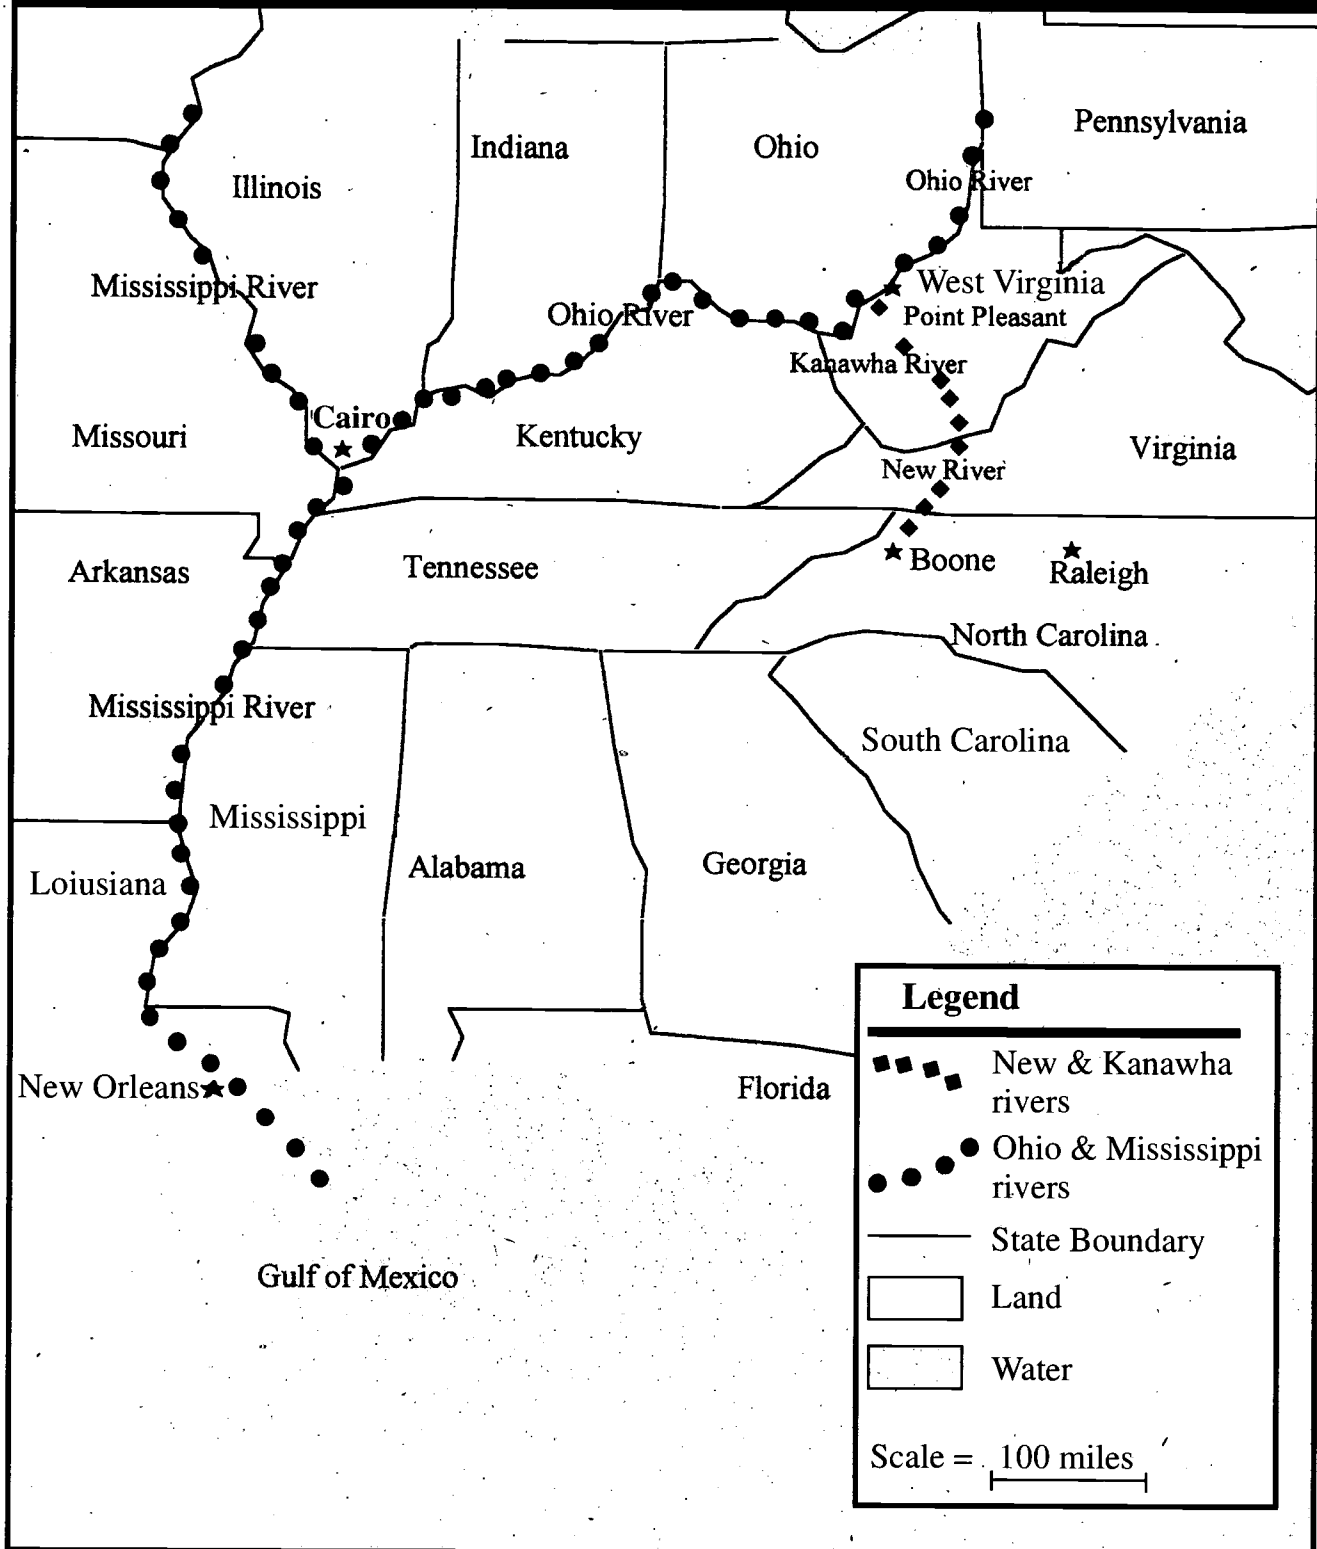 Pennsylvania
Indiana
Ohio
Illinois
Ohio River
Mississippi River
West Virginia
Ohio River
Point Pleasant
Kanawha River
Cairo
Missouri
Kentucky
Virginia
New River
Arkansas
Tennessee
Boone
Raleigh
North Carolina
Mississippi River
South Carolina
Mississippi
Alabama
Georgia
Loiusiana
Legend
New & Kanawha
rivers
New Orleans
Florida
Ohio & Mississippi
rivers
State Boundary
Gulf of Mexico
Land
Water
Scale = 100 miles